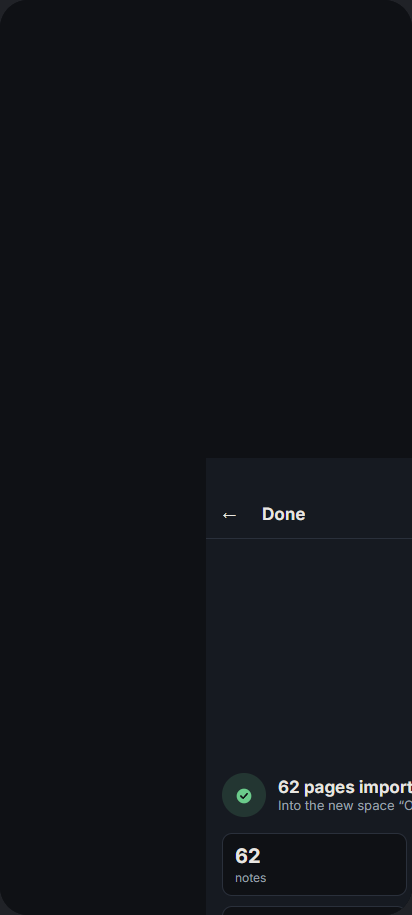 ← Done
62 pages import
Into the new space “C
62
notes